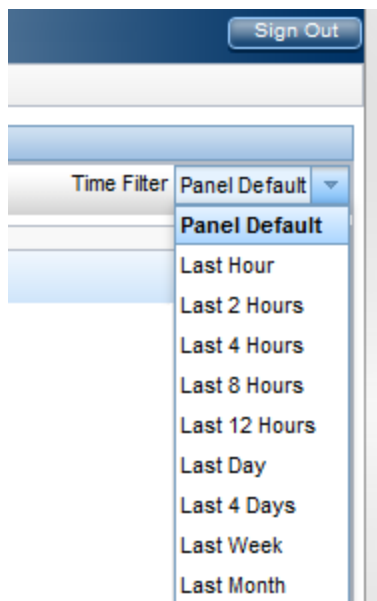 Sign Out
Time Filter Panel Default
Panel Default
Last Hour
Last 2 Hours
Last 4 Hours
Last 8 Hours
Last 12 Hours
Last Day
Last 4 Days
Last Week
Last Month